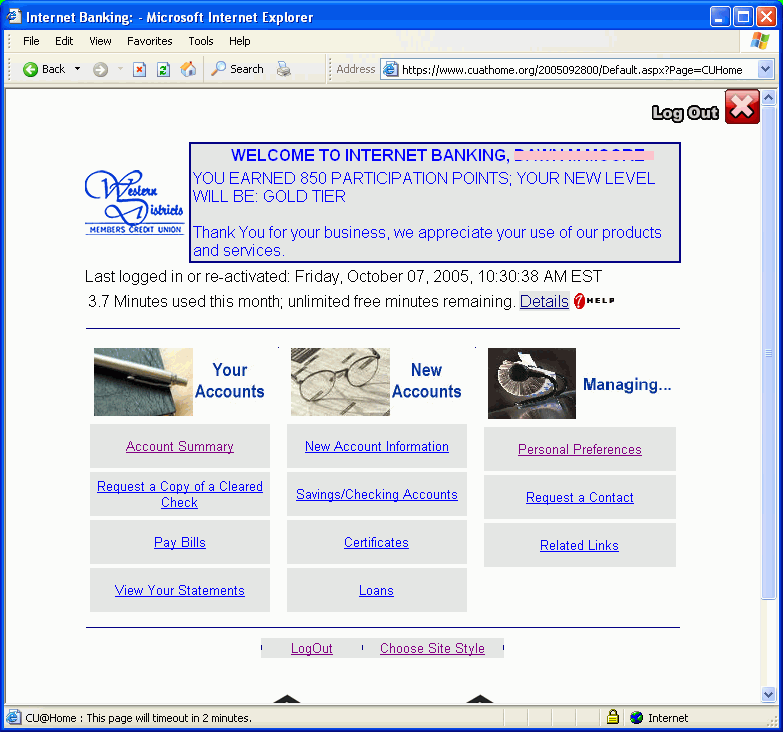 Internet Banking: - Microsoft Internet Explorer
File Edit View Favorites Tools Help
Back Search Address https://www.cuathome.org/2005092800/Default.aspx?Page=CUHome
Log Out
WELCOME TO INTERNET BANKING,
YOU EARNED 850 PARTICIPATION POINTS; YOUR NEW LEVEL
WILL BE: GOLD TIER
Thank You for your business, we appreciate your use of our products
and services.
Western
Districts
MEMBERS CREDIT UNION
Last logged in or re-activated: Friday, October 07, 2005, 10:30:38 AM EST
3.7 Minutes used this month; unlimited free minutes remaining. Details ? HELP
Your
Accounts
New
Accounts
Managing...
Account Summary
New Account Information
Personal Preferences
Request a Copy of a Cleared
Check
Savings/Checking Accounts
Request a Contact
Pay Bills
Certificates
Related Links
View Your Statements
Loans
LogOut
Choose Site Style
CU@Home : This page will timeout in 2 minutes. Internet